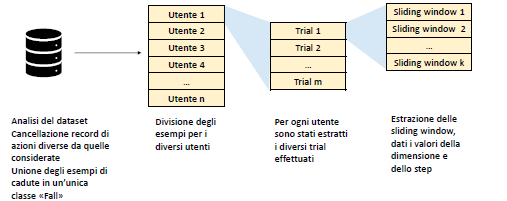 Utente 1
Utente 2
Utente 3
Utente 4
...
Utente n
Trial 1
Trial 2
...
Trial m
Sliding window 1
Sliding window 2
...
Sliding window k
Analisi del dataset
Cancellazione record di
azioni diverse da quelle
considerate
Unione degli esempi di
cadute in un'unica
classe «Fall»
Divisione degli
esempi per i
diversi utenti
Per ogni utente
sono stati estratti
i diversi trial
effettuati
Estrazione delle
sliding window,
dati i valori della
dimensione e
dello step